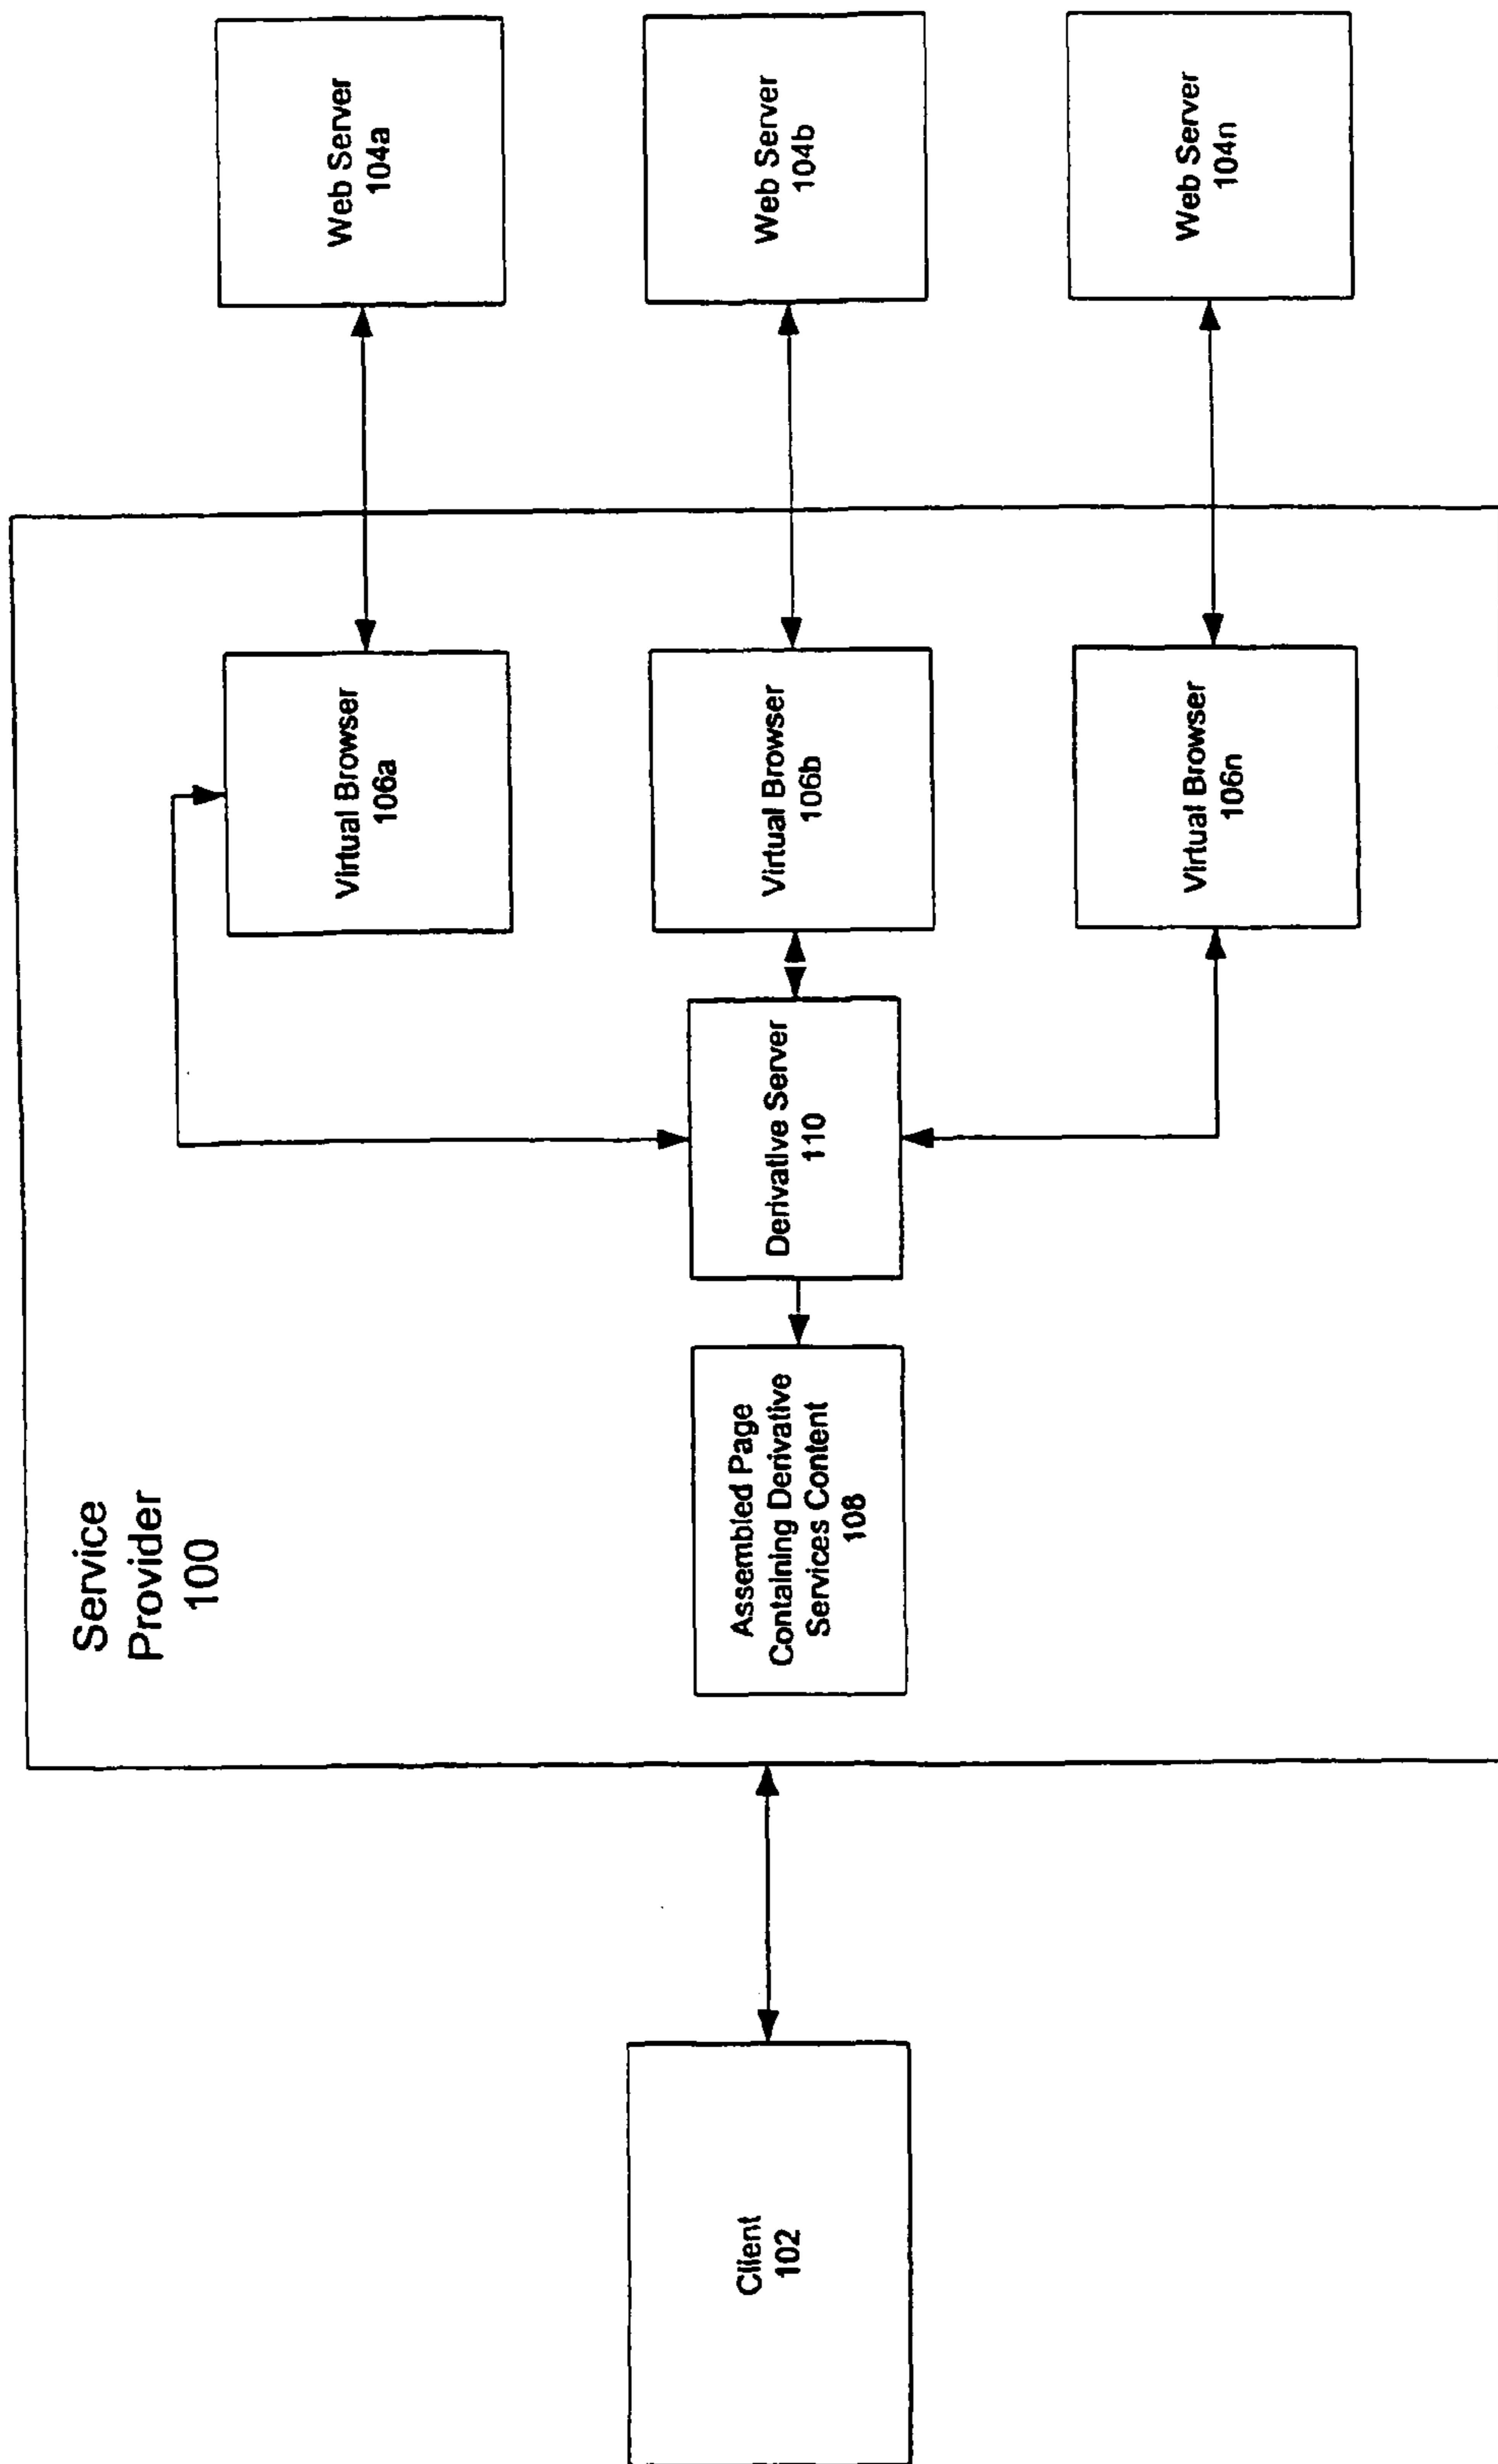 Service
Provider
100
Client
102
Assembled Page
Containing Derivative
Services Content
108
Derivative Server
110
Virtual Browser
106a
Virtual Browser
106b
Virtual Browser
106n
Web Server
104a
Web Server
104b
Web Server
104n